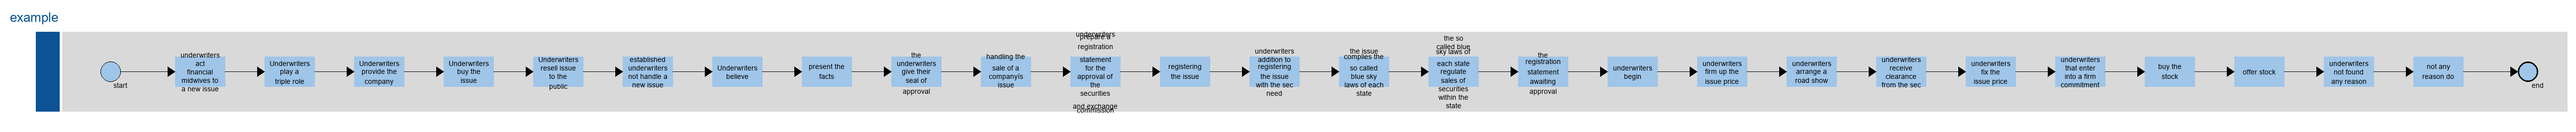 example
start
underwriters
act
financial
midwives to
a new issue
Underwriters
play a
triple role
Underwriters
provide the
company
Underwriters
buy the
issue
Underwriters
resell issue
to the
public
established
underwriters
not handle a
new issue
Underwriters
believe
present the
facts
the
underwriters
give their
seal of
approval
handling the
sale of a
companyís
issue
underwriters
prepare a
registration
statement
for the
approval of
the
securities
and exchange
commission
registering
the issue
underwriters
addition to
registering
the issue
with the sec
need
the issue
complies the
so called
blue sky
laws of each
state
the so
called blue
sky laws of
each state
regulate
sales of
securities
within the
state
the
registration
statement
awaiting
approval
underwriters
begin
underwriters
firm up the
issue price
underwriters
arrange a
road show
underwriters
receive
clearance
from the sec
underwriters
fix the
issue price
underwriters
that enter
into a firm
commitment
buy the
stock
offer stock
underwriters
not found
any reason
not any
reason do
end